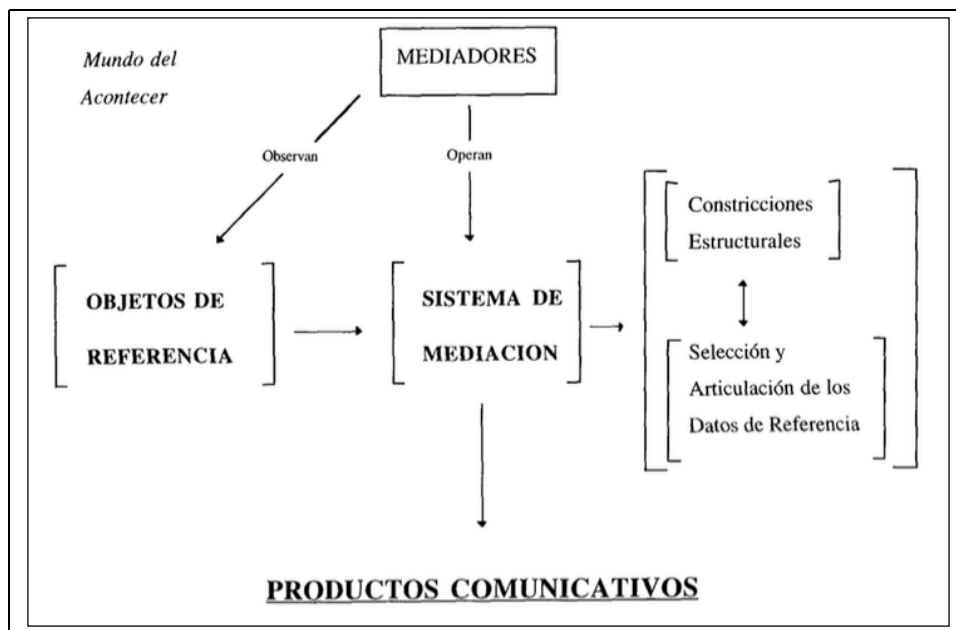 Mundo del
Acontecer
MEDIADORES
Observan
Operan
OBJETOS DE
REFERENCIA
SISTEMA DE
MEDIACION
Constricciones
Estructurales
Selección y
Articulación de los
Datos de Referencia
PRODUCTOS COMUNICATIVOS